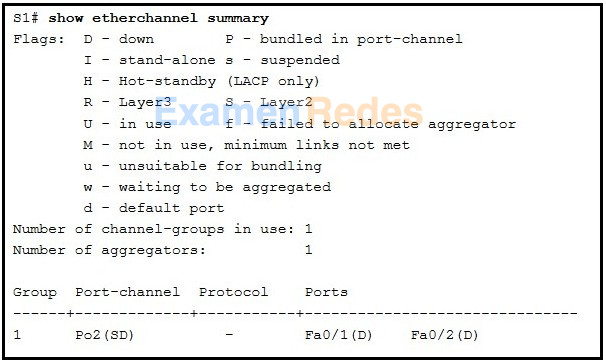 S1# show etherchannel summary
Flags:  D - down         P - bundled in port-channel
        I - stand-alone s - suspended
        H - Hot-standby (LACP only)
        R - Layer3       S - Layer2
        U - in use       f - failed to allocate aggregator
        M - not in use, minimum links not met
        u - unsuitable for bundling
        w - waiting to be aggregated
        d - default port
Number of channel-groups in use: 1
Number of aggregators:           1
Group  Port-channel  Protocol    Ports
------+-------------+-----------+-------------------------------
1      Po2(SD)         -         Fa0/1(D)    Fa0/2(D)
ExamenRedes